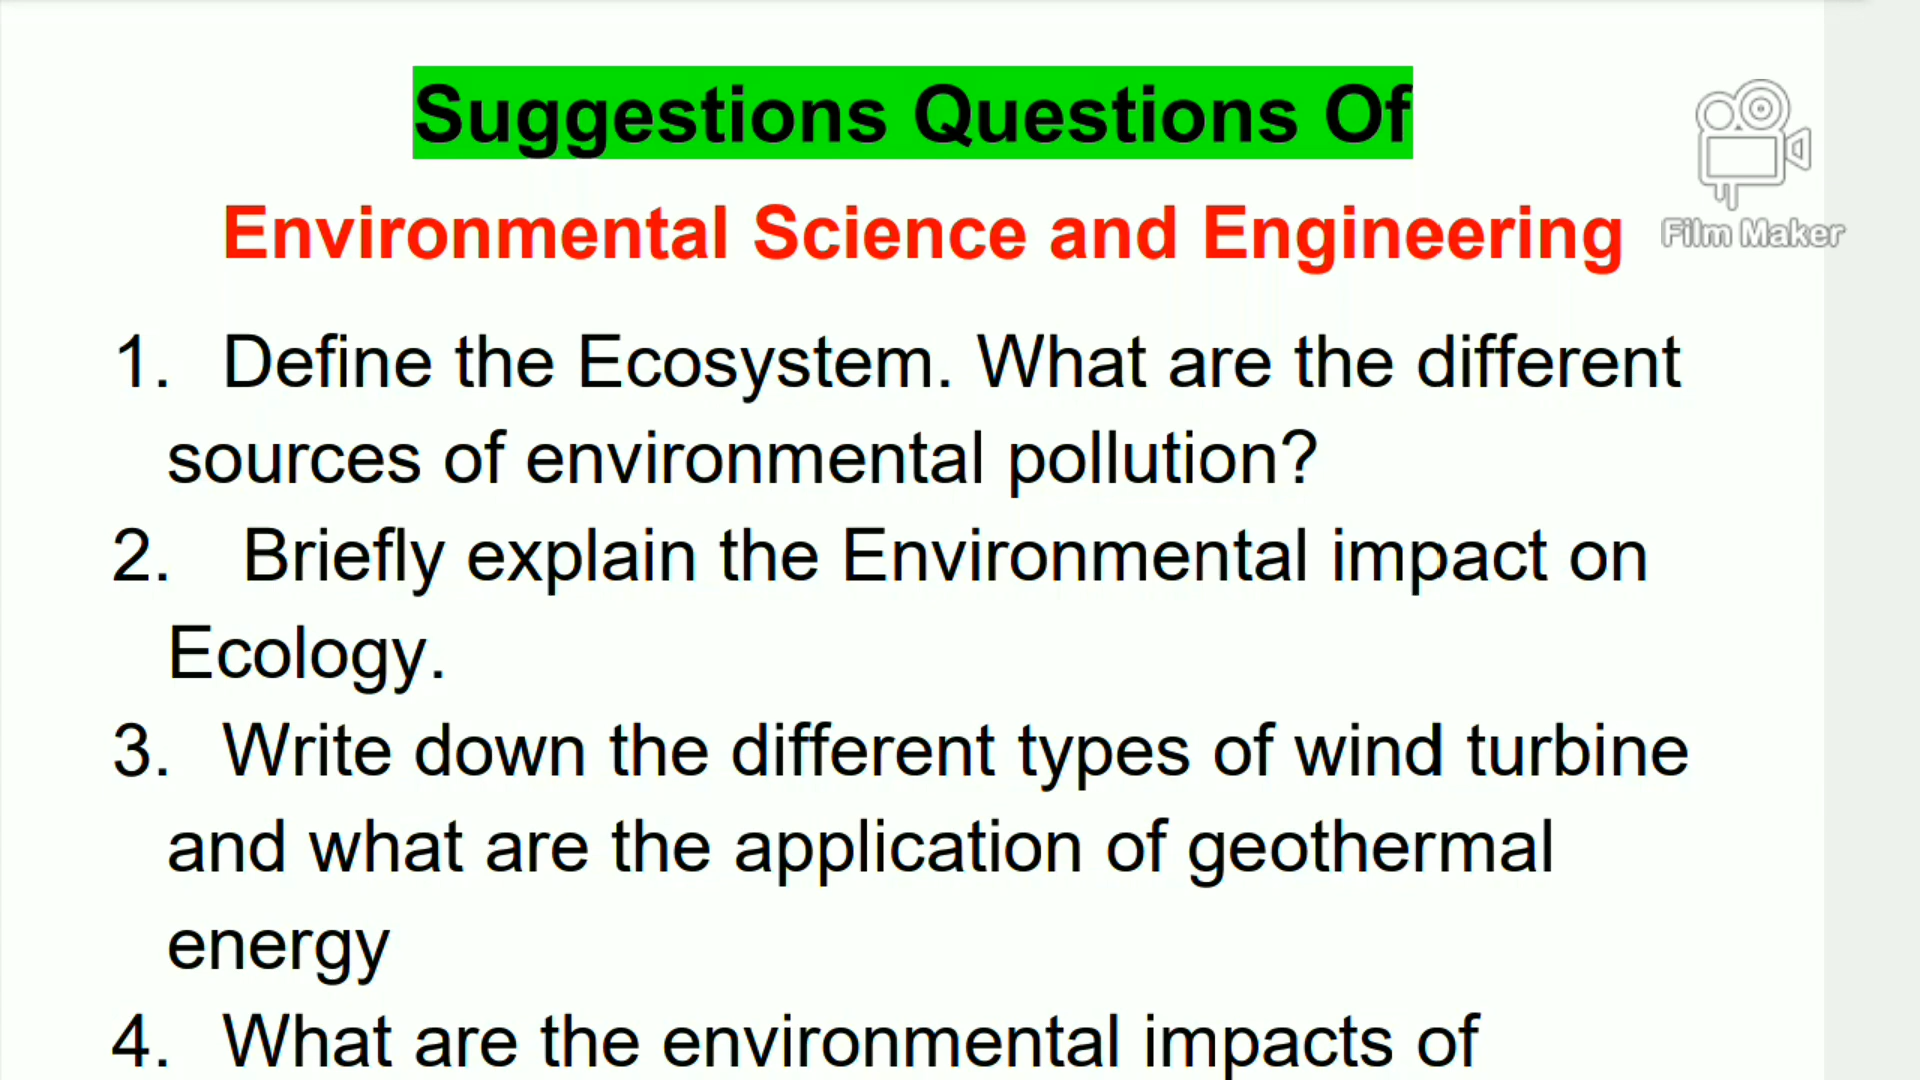 Suggestions Questions Of
Environmental Science and Engineering
Film Maker
1. Define the Ecosystem. What are the different
sources of environmental pollution?
2. Briefly explain the Environmental impact on
Ecology.
3. Write down the different types of wind turbine
and what are the application of geothermal
energy
4. What are the environmental impacts of